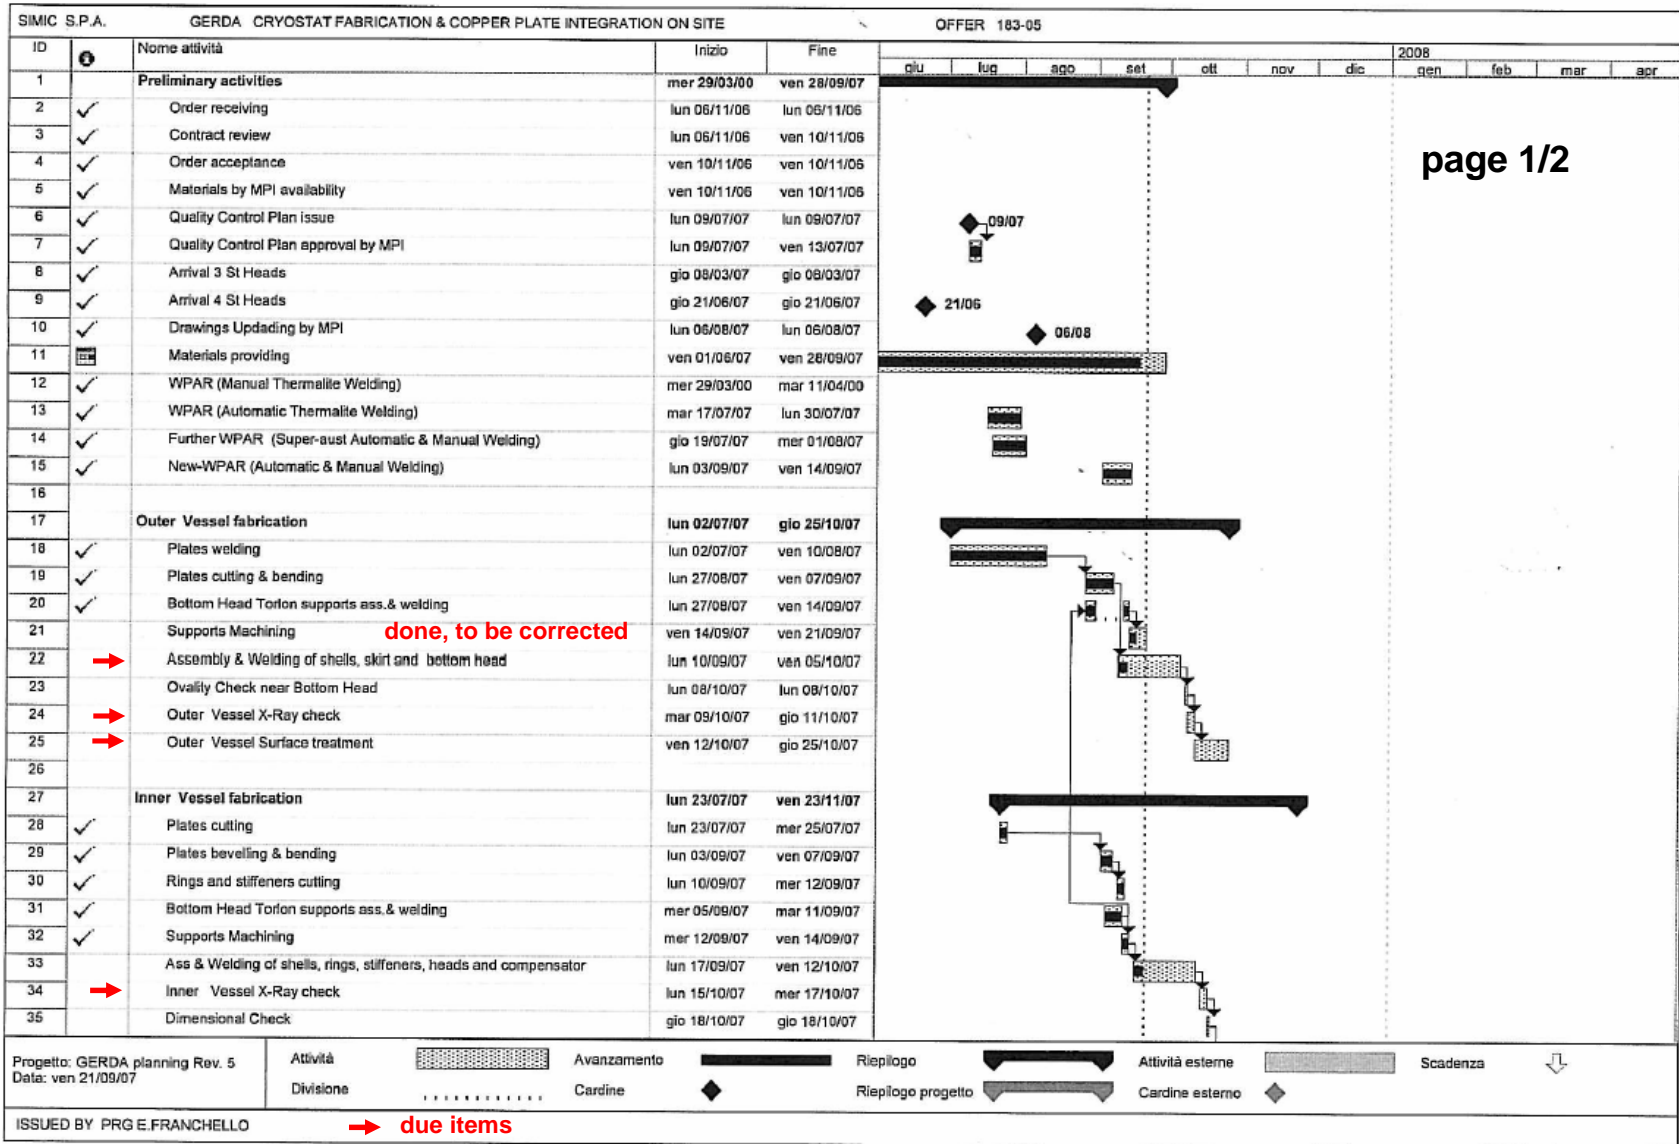 SIMIC S.P.A. GERDA CRYOSTAT FABRICATION & COPPER PLATE INTEGRATION ON SITE OFFER 183-05
ID Nome attività Inizio Fine 2008
giu lug ago set ott nov dic gen feb mar apr
1 Preliminary activities mer 29/03/00 ven 28/09/07
2 Order receiving lun 06/11/06 lun 06/11/06
3 Contract review lun 06/11/06 ven 10/11/06
page 1/2
4 Order acceptance ven 10/11/06 ven 10/11/06
5 Materials by MPI availability ven 10/11/06 ven 10/11/06
6 Quality Control Plan issue lun 09/07/07 lun 09/07/07 09/07
7 Quality Control Plan approval by MPI lun 09/07/07 ven 13/07/07
8 Arrival 3 St Heads gio 08/03/07 gio 08/03/07
9 Arrival 4 St Heads gio 21/06/07 gio 21/06/07 21/06
10 Drawings Updading by MPI lun 06/08/07 lun 06/08/07 06/08
11 Materials providing ven 01/06/07 ven 28/09/07
12 WPAR (Manual Thermalite Welding) mer 29/03/00 mar 11/04/00
13 WPAR (Automatic Thermalite Welding) mar 17/07/07 lun 30/07/07
14 Further WPAR (Super-aust Automatic & Manual Welding) gio 19/07/07 mer 01/08/07
15 New-WPAR (Automatic & Manual Welding) lun 03/09/07 ven 14/09/07
16
17 Outer Vessel fabrication lun 02/07/07 gio 25/10/07
18 Plates welding lun 02/07/07 ven 10/08/07
19 Plates cutting & bending lun 27/08/07 ven 07/09/07
20 Bottom Head Torlon supports ass.& welding lun 27/08/07 ven 14/09/07
21 Supports Machining done, to be corrected ven 14/09/07 ven 21/09/07
22 Assembly & Welding of shells, skirt and bottom head lun 10/09/07 ven 05/10/07
23 Ovality Check near Bottom Head lun 08/10/07 lun 08/10/07
24 Outer Vessel X-Ray check mar 09/10/07 gio 11/10/07
25 Outer Vessel Surface treatment ven 12/10/07 gio 25/10/07
26
27 Inner Vessel fabrication lun 23/07/07 ven 23/11/07
28 Plates cutting lun 23/07/07 mer 25/07/07
29 Plates bevelling & bending lun 03/09/07 ven 07/09/07
30 Rings and stiffeners cutting lun 10/09/07 mer 12/09/07
31 Bottom Head Torlon supports ass.& welding mer 05/09/07 mar 11/09/07
32 Supports Machining mer 12/09/07 ven 14/09/07
33 Ass & Welding of shells, rings, stiffeners, heads and compensator lun 17/09/07 ven 12/10/07
34 Inner Vessel X-Ray check lun 15/10/07 mer 17/10/07
35 Dimensional Check gio 18/10/07 gio 18/10/07
Progetto: GERDA planning Rev. 5
Data: ven 21/09/07
Attività Avanzamento Riepilogo Attività esterne Scadenza
Divisione Cardine Riepilogo progetto Cardine esterno
ISSUED BY PRG E.FRANCHELLO due items